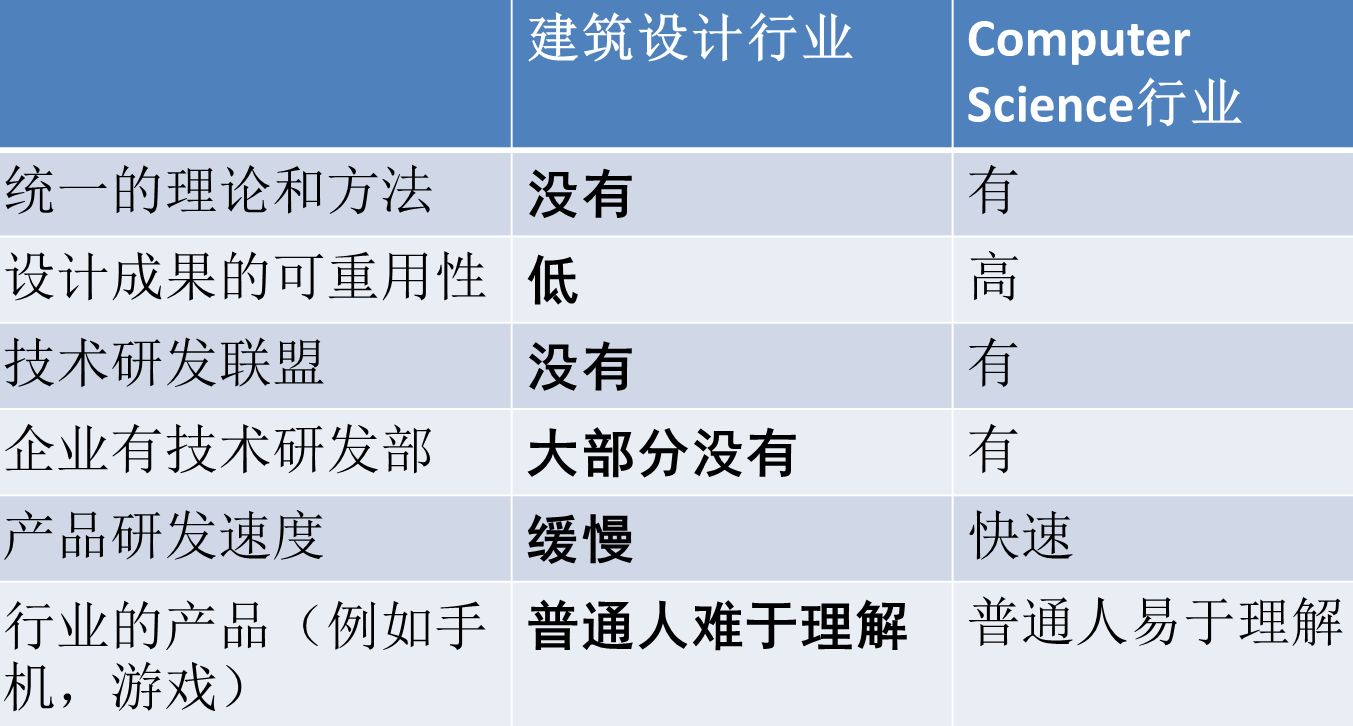 建筑设计行业
Computer
Science行业
统一的理论和方法
没有
有
设计成果的可重用性
低
高
技术研发联盟
没有
有
企业有技术研发部
大部分没有
有
产品研发速度
缓慢
快速
行业的产品（例如手
机，游戏）
普通人难于理解
普通人易于理解